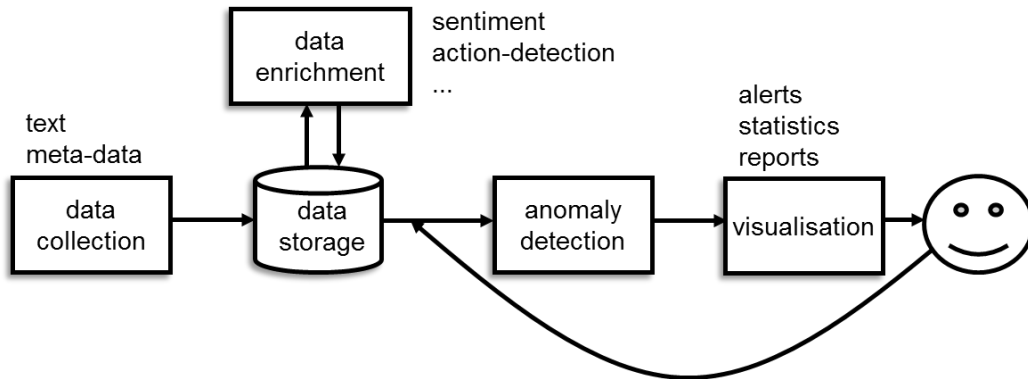 data
enrichment
sentiment
action-detection
...
text
meta-data
alerts
statistics
reports
data
collection
data
storage
anomaly
detection
visualisation